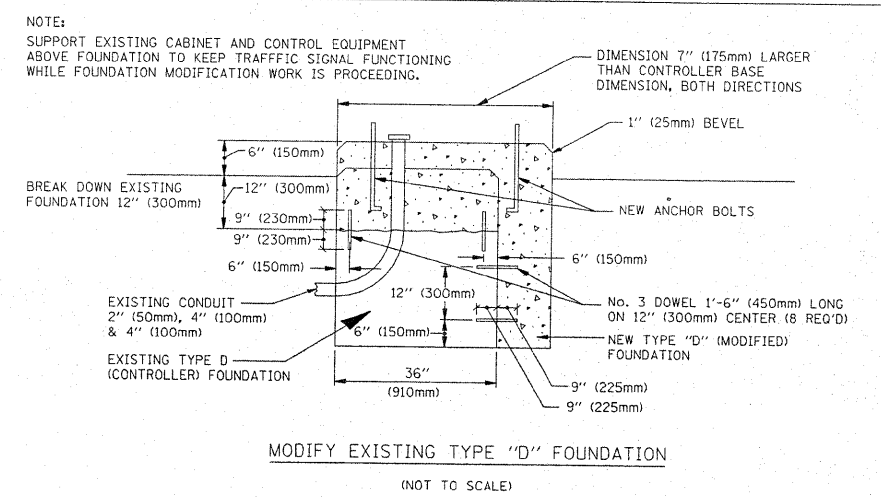 NOTE:
SUPPORT EXISTING CABINET AND CONTROL EQUIPMENT
ABOVE FOUNDATION TO KEEP TRAFFFIC SIGNAL FUNCTIONING
WHILE FOUNDATION MODIFICATION WORK IS PROCEEDING.
DIMENSION 7" (175mm) LARGER
THAN CONTROLLER BASE
DIMENSION, BOTH DIRECTIONS
1" (25mm) BEVEL
6" (150mm)
BREAK DOWN EXISTING
FOUNDATION 12" (300mm)
12" (300mm)
9" (230mm)
9" (230mm)
NEW ANCHOR BOLTS
6" (150mm)
6" (150mm)
EXISTING CONDUIT
2" (50mm), 4" (100mm)
& 4" (100mm)
12" (300mm)
No. 3 DOWEL 1'-6" (450mm) LONG
ON 12" (300mm) CENTER (8 REQ'D)
6" (150mm)
NEW TYPE "D" (MODIFIED)
FOUNDATION
EXISTING TYPE D
(CONTROLLER) FOUNDATION
36"
(910mm)
9" (225mm)
9" (225mm)
MODIFY EXISTING TYPE "D" FOUNDATION
(NOT TO SCALE)